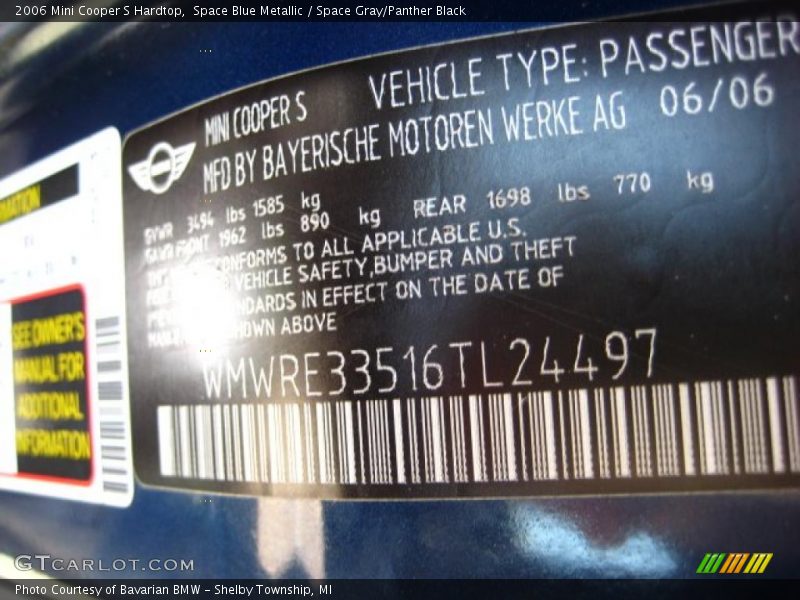 2006 Mini Cooper S Hardtop,  Space Blue Metallic / Space Gray/Panther Black
MINI COOPER S VEHICLE TYPE: PASSENGER
MFD BY BAYERISCHE MOTOREN WERKE AG 06/06
GVWR 3494 lbs 1585 kg
GAWR FRONT 1962 lbs 890 kg REAR 1698 lbs 770 kg
CONFORMS TO ALL APPLICABLE U.S.
VEHICLE SAFETY, BUMPER AND THEFT
IN EFFECT ON THE DATE OF
SHOWN ABOVE
WMWRE33516TL24497
SEE OWNER'S
MANUAL FOR
ADDITIONAL
INFORMATION
GTCARLOT.COM
Photo Courtesy of Bavarian BMW - Shelby Township, MI